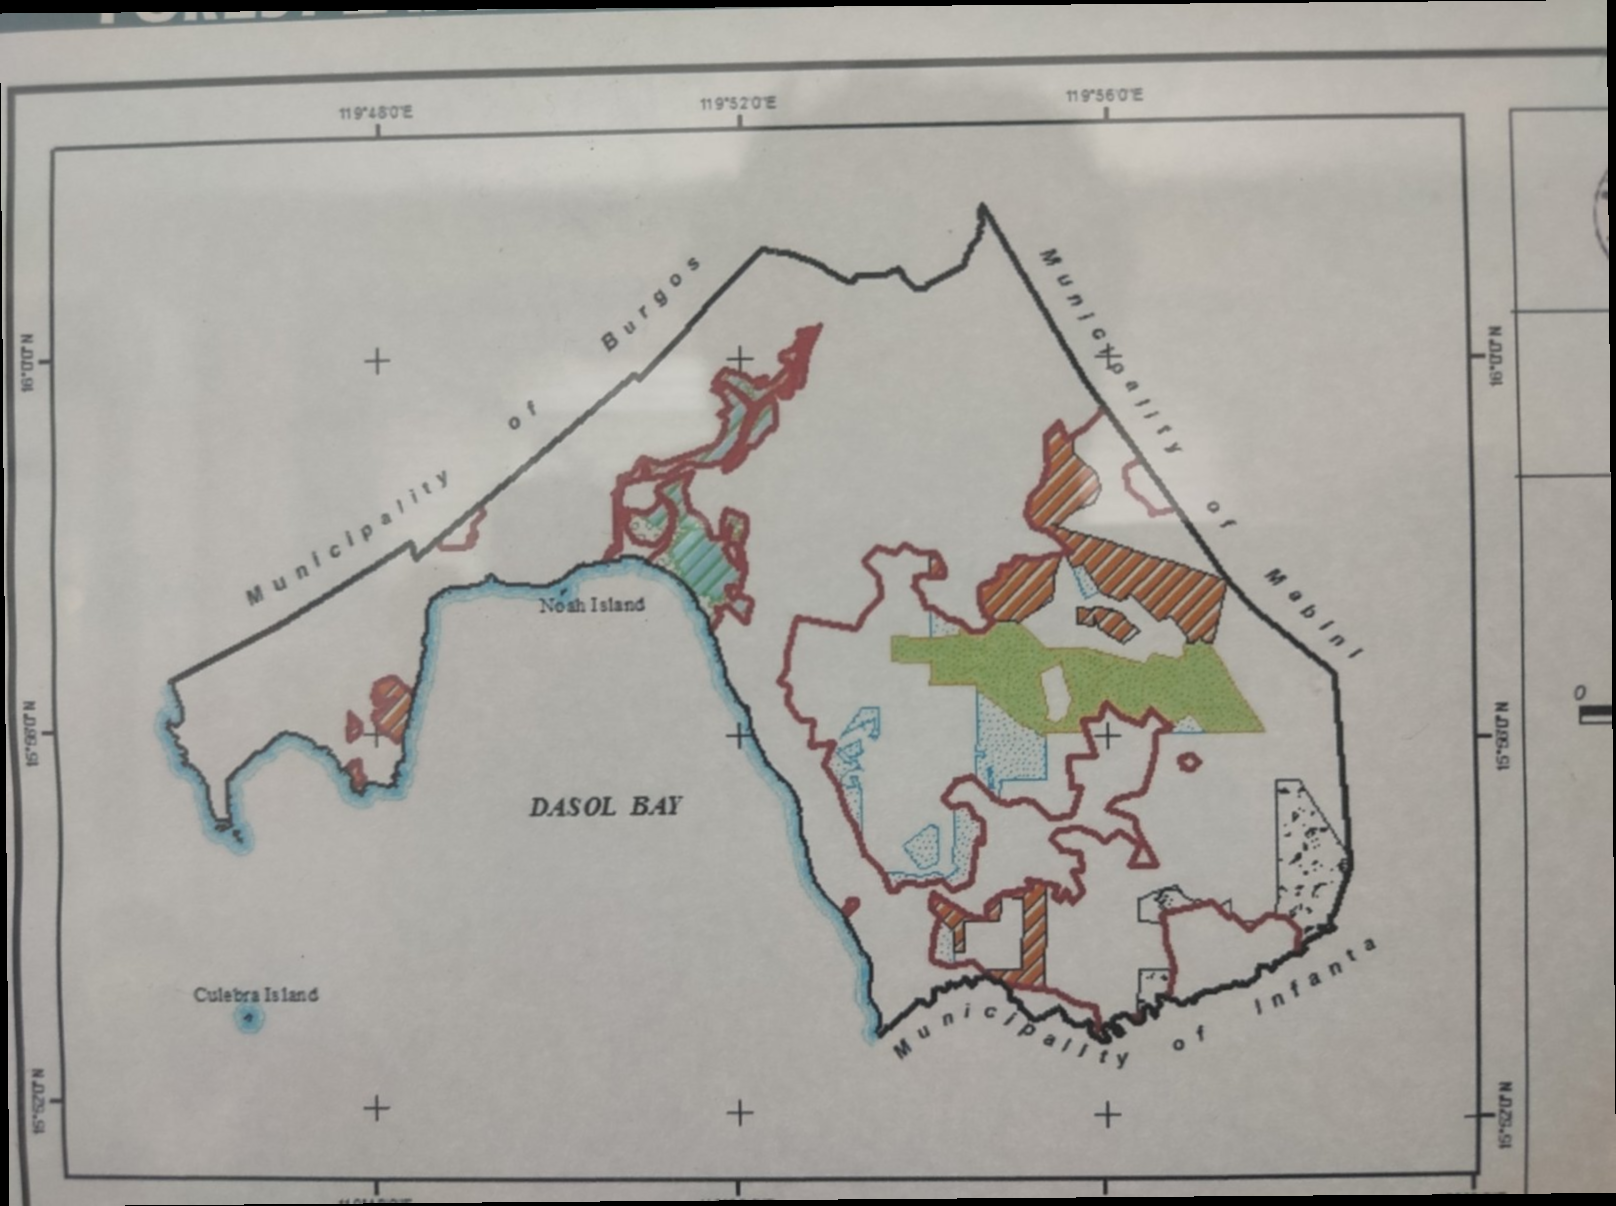 119°48'0"E
119°52'0"E
119°56'0"E
Municipality of Burgos
Municipality of Mabini
16°0'0"N
16°0'0"N
Noah Island
15°56'0"N
15°56'0"N
0
DASOL BAY
Culebra Island
Municipality of Infanta
15°52'0"N
15°52'0"N